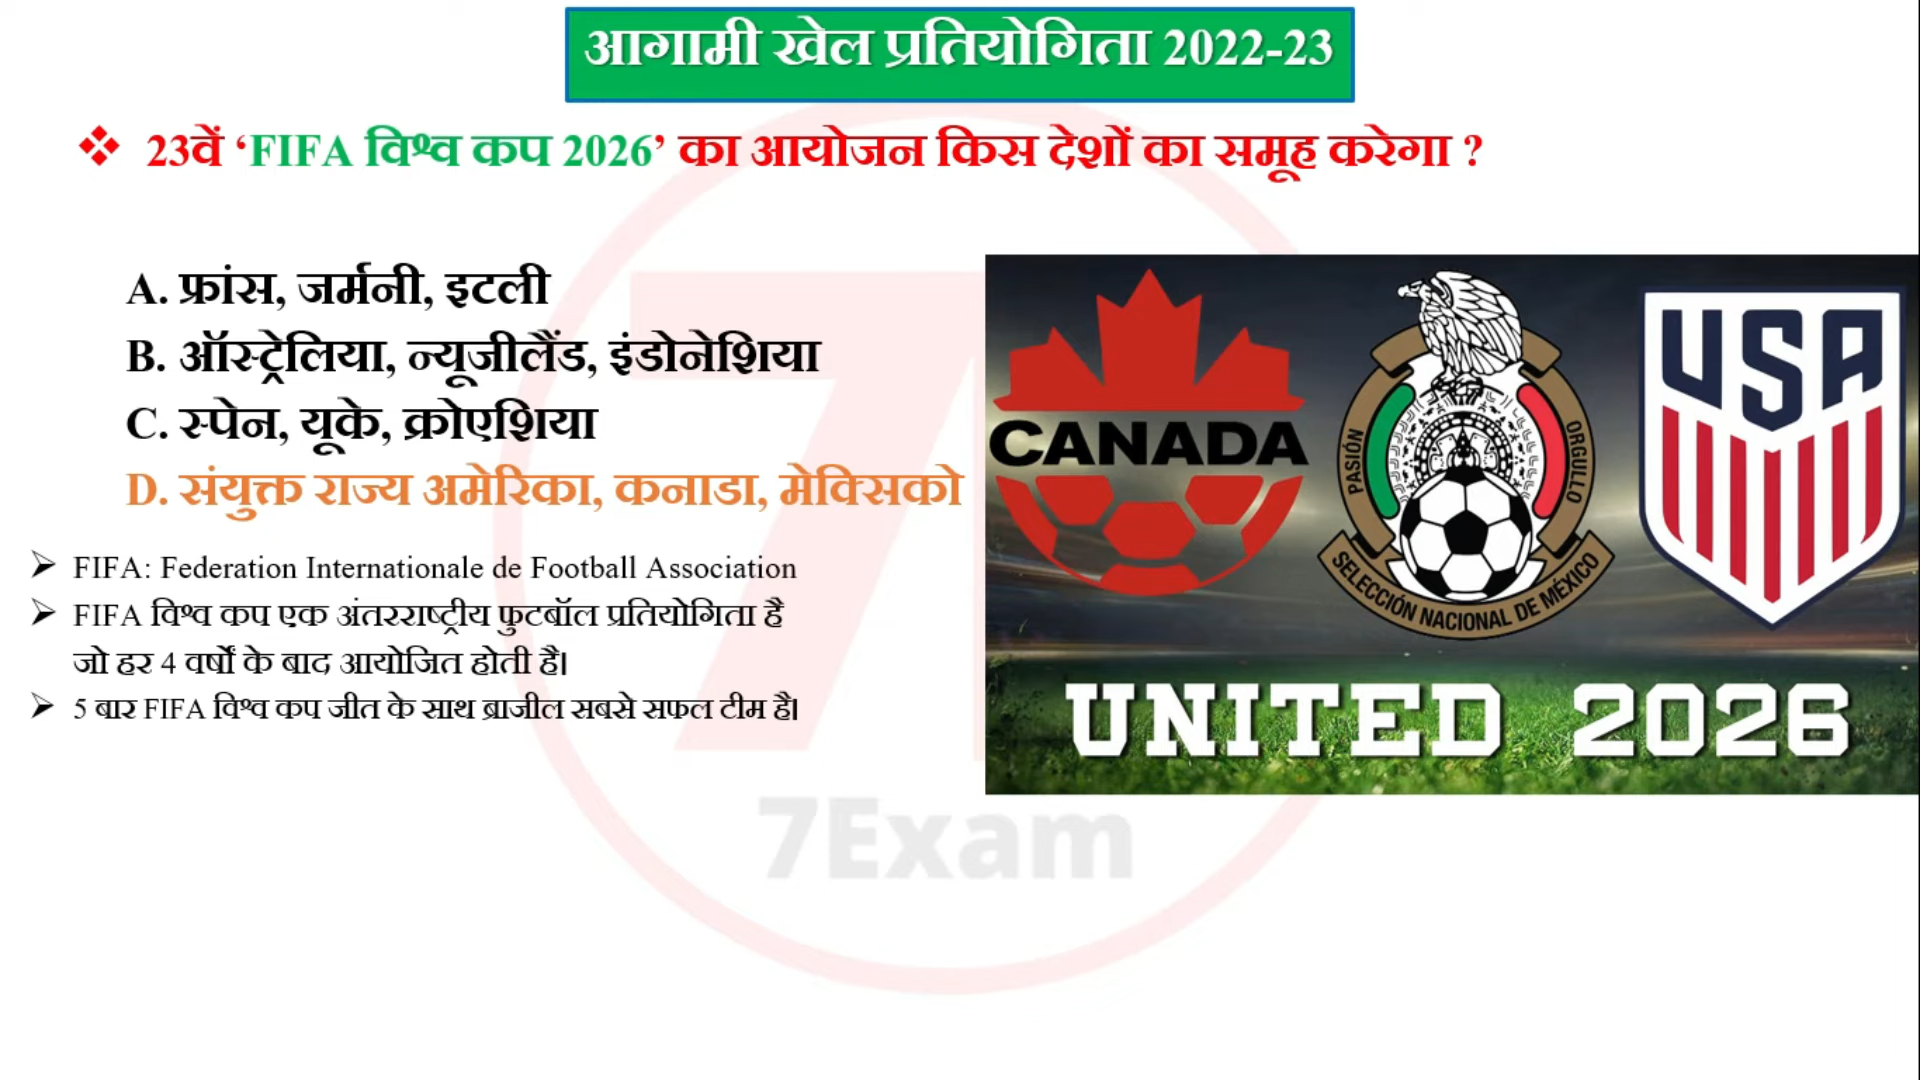 आगामी खेल प्रतियोगिता 2022-23
23वें ‘FIFA विश्व कप 2026’ का आयोजन किस देशों का समूह करेगा ?
A. फ्रांस, जर्मनी, इटली
B. ऑस्ट्रेलिया, न्यूजीलैंड, इंडोनेशिया
C. स्पेन, यूके, क्रोएशिया
D. संयुक्त राज्य अमेरिका, कनाडा, मेक्सिको
FIFA: Federation Internationale de Football Association
FIFA विश्व कप एक अंतरराष्ट्रीय फुटबॉल प्रतियोगिता है
जो हर 4 वर्षों के बाद आयोजित होती है।
5 बार FIFA विश्व कप जीत के साथ ब्राजील सबसे सफल टीम है।
CANADA
PASIÓN
ORGULLO
SELECCIÓN NACIONAL DE MÉXICO
USA
UNITED 2026
7
7Exam